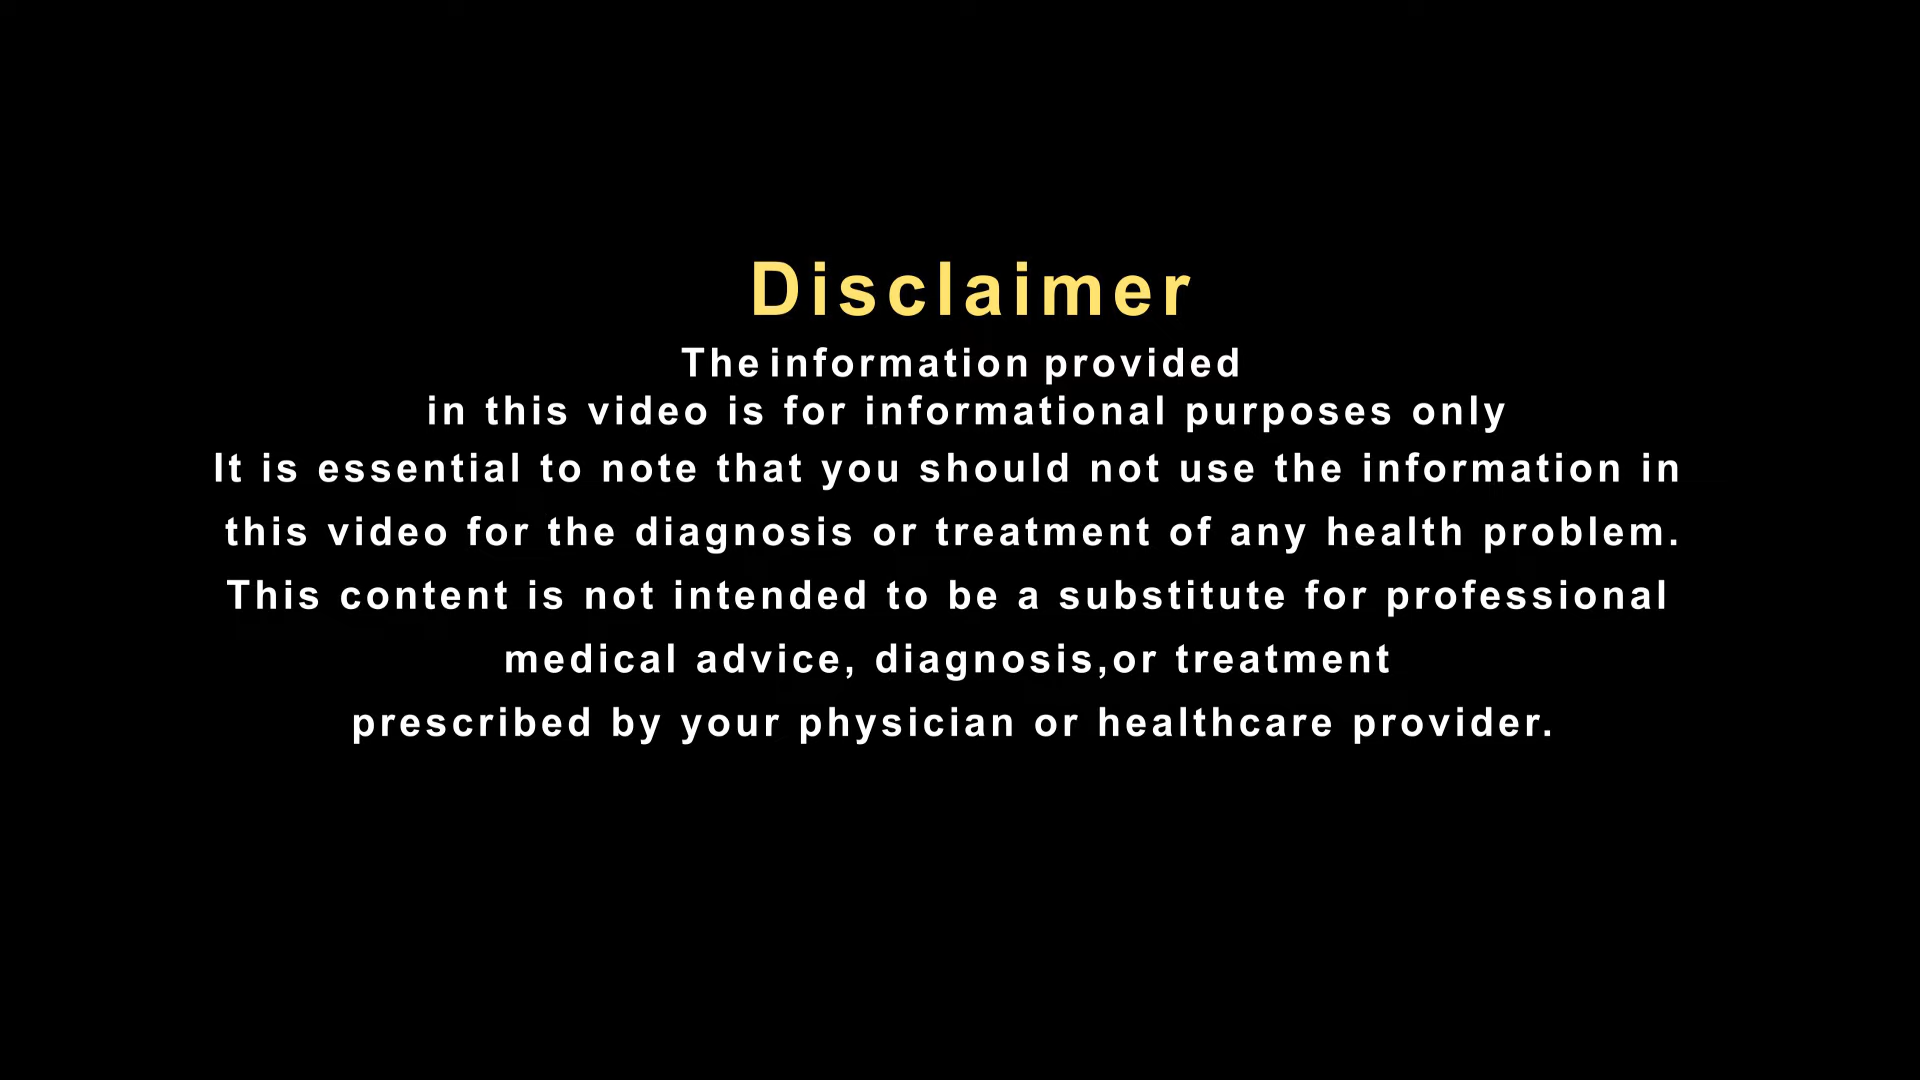 Disclaimer
The information provided
in this video is for informational purposes only
It is essential to note that you should not use the information in
this video for the diagnosis or treatment of any health problem.
This content is not intended to be a substitute for professional
medical advice, diagnosis,or treatment
prescribed by your physician or healthcare provider.